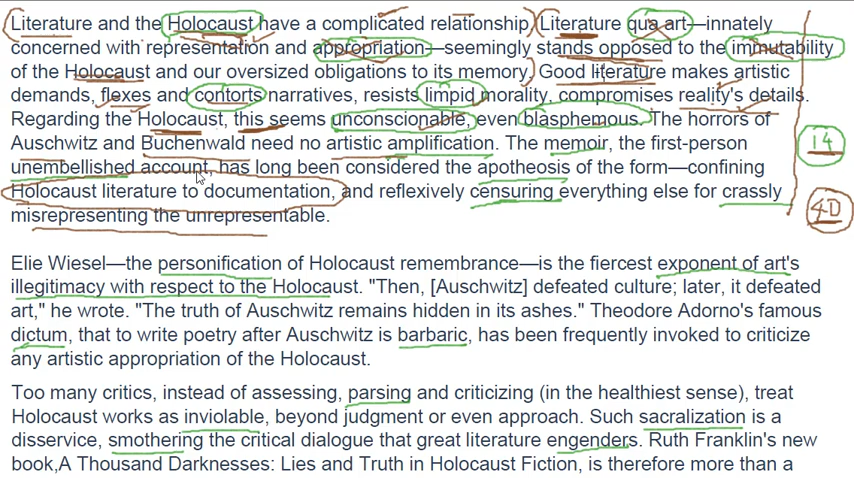 Literature and the Holocaust have a complicated relationship. Literature qua art—innately
concerned with representation and appropriation—seemingly stands opposed to the immutability
of the Holocaust and our oversized obligations to its memory. Good literature makes artistic
demands, flexes and contorts narratives, resists limpid morality, compromises reality's details.
Regarding the Holocaust, this seems unconscionable, even blasphemous. The horrors of
Auschwitz and Buchenwald need no artistic amplification. The memoir, the first-person
14
unembellished account, has long been considered the apotheosis of the form—confining
Holocaust literature to documentation, and reflexively censuring everything else for crassly
40
misrepresenting the unrepresentable.
Elie Wiesel—the personification of Holocaust remembrance—is the fiercest exponent of art's
illegitimacy with respect to the Holocaust. "Then, [Auschwitz] defeated culture; later, it defeated
art," he wrote. "The truth of Auschwitz remains hidden in its ashes." Theodore Adorno's famous
dictum, that to write poetry after Auschwitz is barbaric, has been frequently invoked to criticize
any artistic appropriation of the Holocaust.
Too many critics, instead of assessing, parsing and criticizing (in the healthiest sense), treat
Holocaust works as inviolable, beyond judgment or even approach. Such sacralization is a
disservice, smothering the critical dialogue that great literature engenders. Ruth Franklin's new
book,A Thousand Darknesses: Lies and Truth in Holocaust Fiction, is therefore more than a